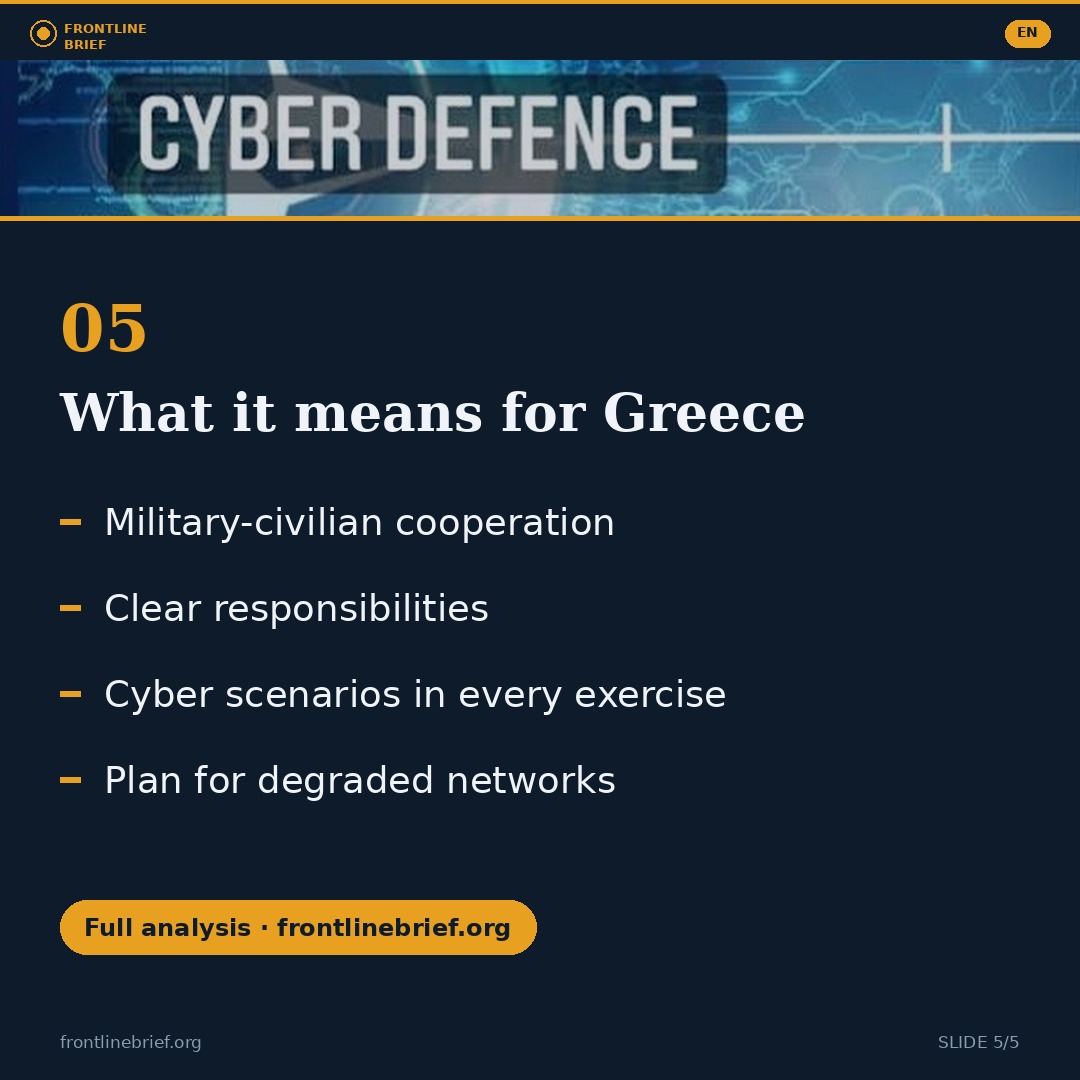 FRONTLINE
BRIEF
EN
CYBER DEFENCE
05
What it means for Greece
Military-civilian cooperation
Clear responsibilities
Cyber scenarios in every exercise
Plan for degraded networks
Full analysis · frontlinebrief.org
frontlinebrief.org
SLIDE 5/5